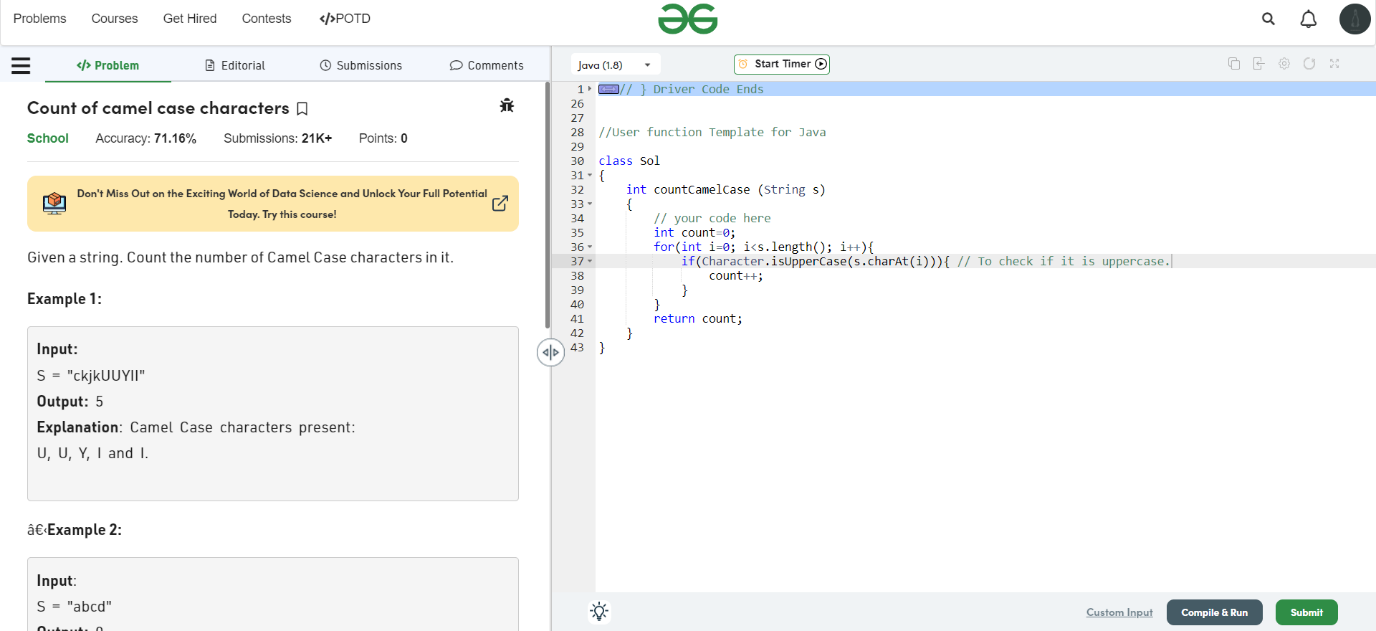 Problems Courses Get Hired Contests </>POTD
</> Problem Editorial Submissions Comments
Count of camel case characters
School Accuracy: 71.16% Submissions: 21K+ Points: 0
Don't Miss Out on the Exciting World of Data Science and Unlock Your Full Potential
Today. Try this course!
Given a string. Count the number of Camel Case characters in it.
Example 1:
Input:
S = "ckjkUUYII"
Output: 5
Explanation: Camel Case characters present:
U, U, Y, I and I.
â€‹Example 2:
Input:
S = "abcd"
Output: 0
Java (1.8) Start Timer
1 // } Driver Code Ends
26
27
28 //User function Template for Java
29
30 class Sol
31 {
32 int countCamelCase (String s)
33 {
34 // your code here
35 int count=0;
36 for(int i=0; i<s.length(); i++){
37 if(Character.isUpperCase(s.charAt(i))){ // To check if it is uppercase.
38 count++;
39 }
40 }
41 return count;
42 }
43 }
Custom Input Compile & Run Submit